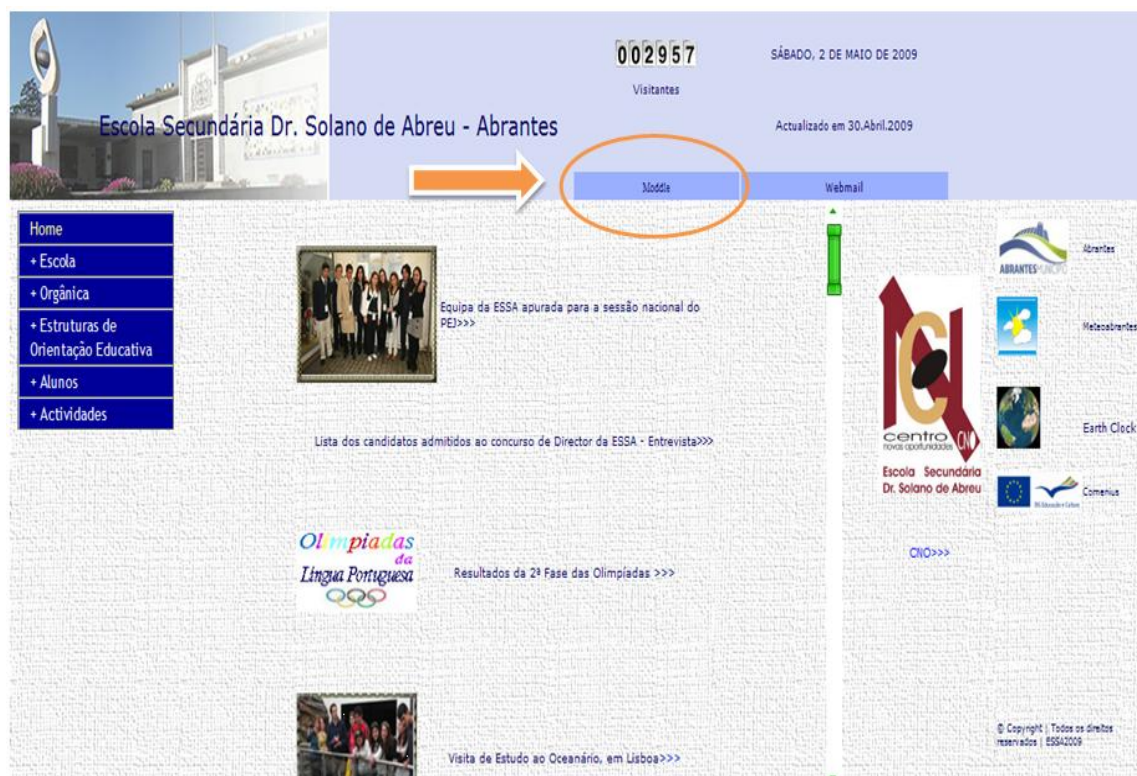 002957
Visitantes
SÁBADO, 2 DE MAIO DE 2009
Actualizado em 30.Abril.2009
Escola Secundária Dr. Solano de Abreu - Abrantes
Moddle
Webmail
Home
+ Escola
+ Orgânica
+ Estruturas de
Orientação Educativa
+ Alunos
+ Actividades
Equipa da ESSA apurada para a sessão nacional do
PEJ>>>
Lista dos candidatos admitidos ao concurso de Director da ESSA - Entrevista>>>
Olimpiadas
da
Língua Portuguesa
Resultados da 2ª Fase das Olimpíadas >>>
Visita de Estudo ao Oceanário, em Lisboa>>>
centro
novas oportunidades
CNO
Escola Secundária
Dr. Solano de Abreu
CNO>>>
ABRANTES MUNICÍPIO
Abrantes
Meteoabrantes
Earth Clock
Comenius
© Copyright | Todos os direitos
reservados | ESSA2009